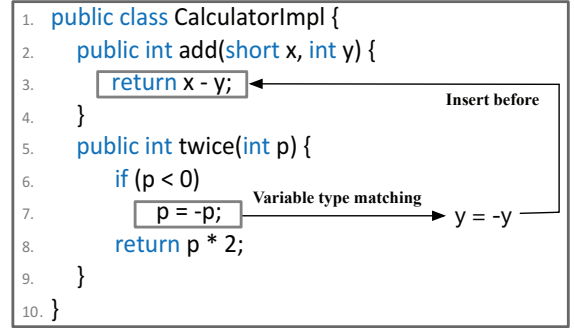 1. public class CalculatorImpl {
2. public int add(short x, int y) {
3. return x - y;
Insert before
4. }
5. public int twice(int p) {
6. if (p < 0)
Variable type matching
7. p = -p;
y = -y
8. return p * 2;
9. }
10. }